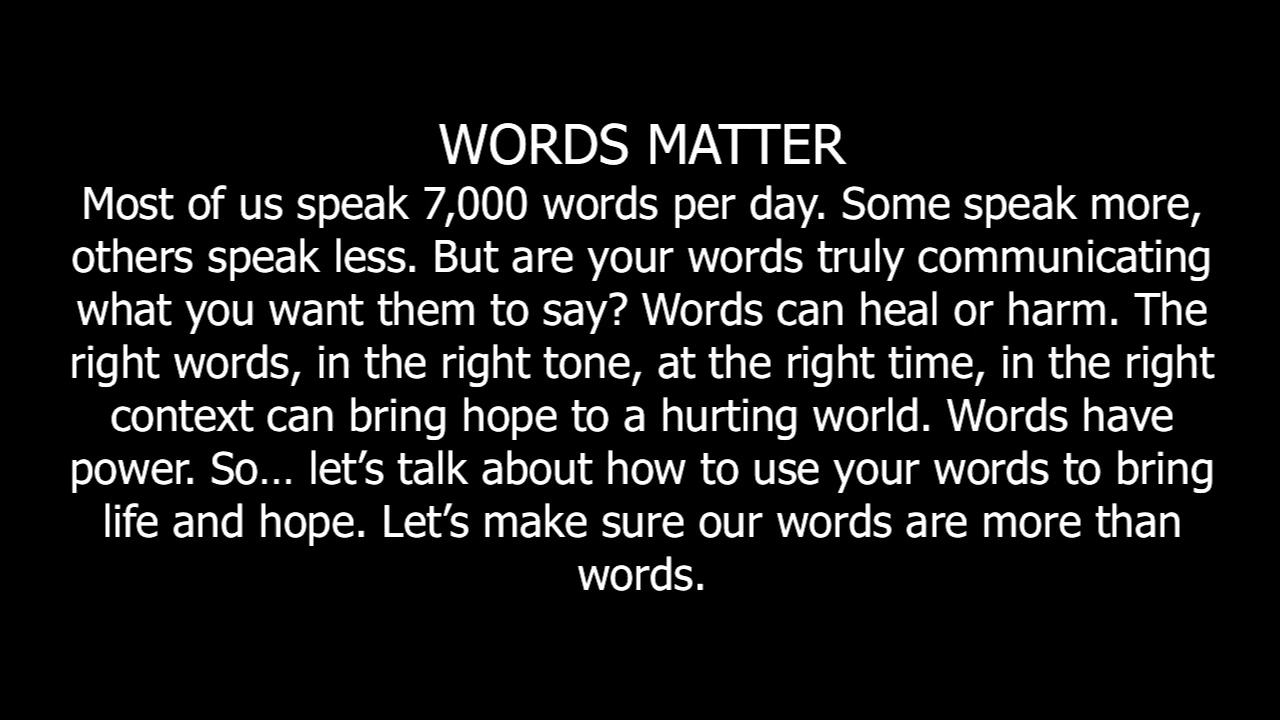 WORDS MATTER
Most of us speak 7,000 words per day. Some speak more,
others speak less. But are your words truly communicating
what you want them to say? Words can heal or harm. The
right words, in the right tone, at the right time, in the right
context can bring hope to a hurting world. Words have
power. So… let’s talk about how to use your words to bring
life and hope. Let’s make sure our words are more than
words.